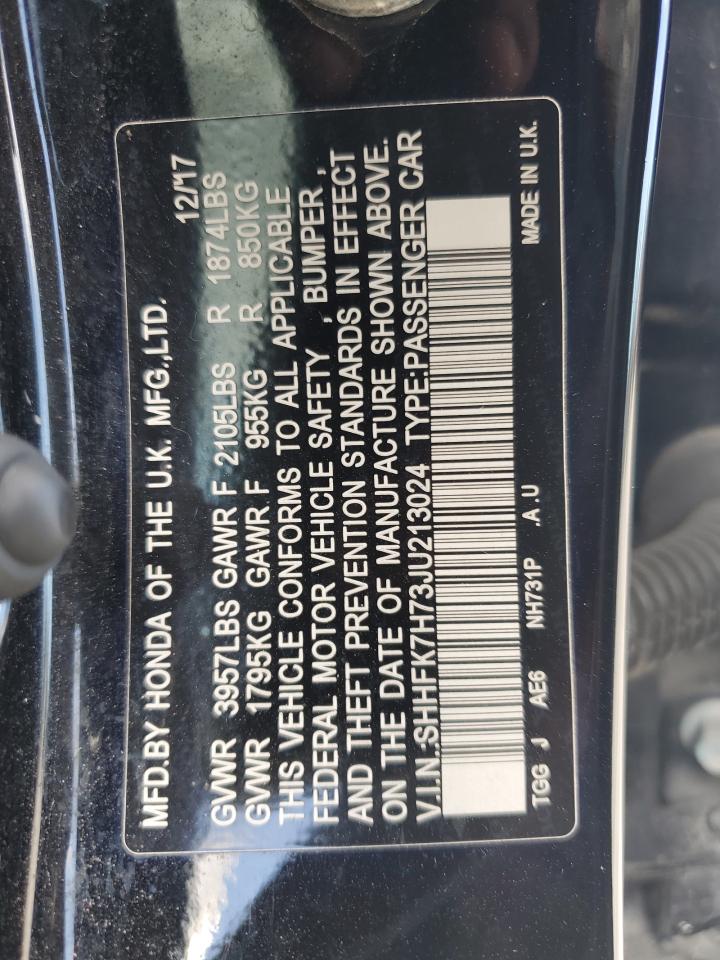 MFD.BY HONDA OF THE U.K. MFG.,LTD. 12/17
GVWR 3957LBS GAWR F 2105LBS R 1874LBS
GVWR 1795KG GAWR F 955KG R 850KG
THIS VEHICLE CONFORMS TO ALL APPLICABLE
FEDERAL MOTOR VEHICLE SAFETY , BUMPER ,
AND THEFT PREVENTION STANDARDS IN EFFECT
ON THE DATE OF MANUFACTURE SHOWN ABOVE.
V.I.N.:SHHFK7H73JU213024 TYPE:PASSENGER CAR
TGG J AE6 NH731P .A.U MADE IN U.K.